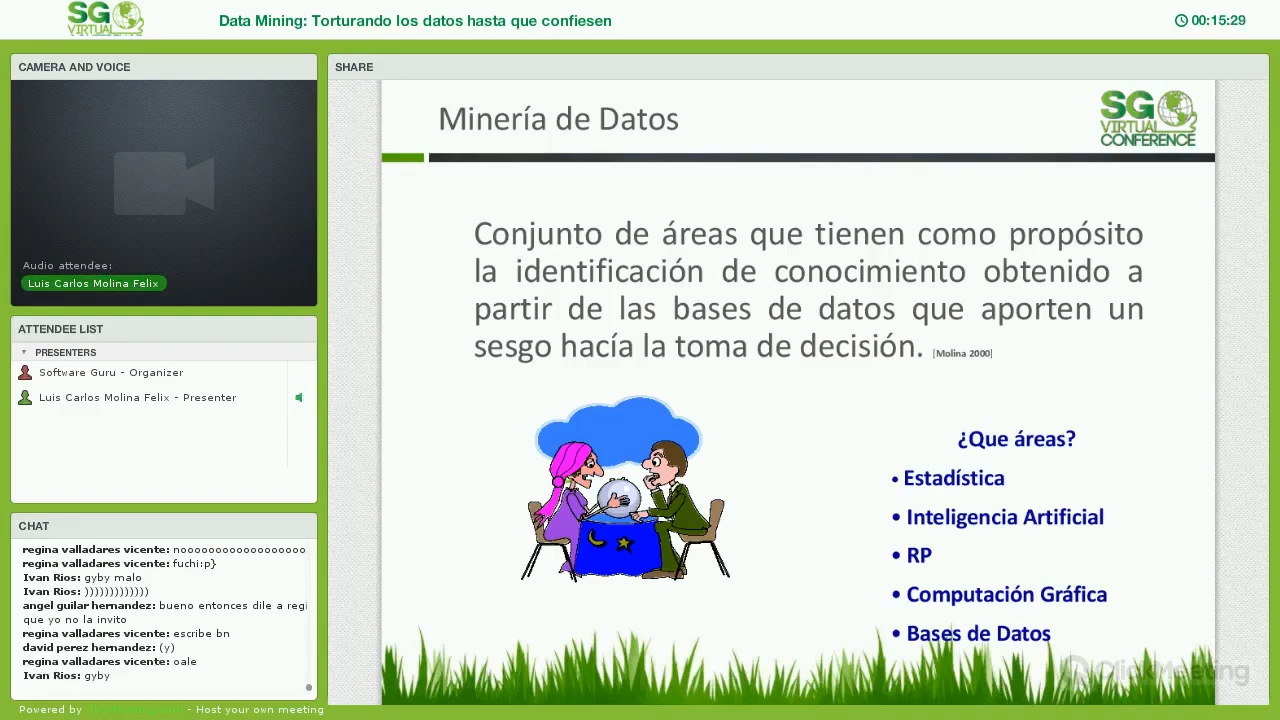 SG
VIRTUAL
Data Mining: Torturando los datos hasta que confiesen
00:15:29
CAMERA AND VOICE
Audio attendee:
Luis Carlos Molina Felix
ATTENDEE LIST
PRESENTERS
Software Guru - Organizer
Luis Carlos Molina Felix - Presenter
CHAT
regina valladares vicente: nooooooooooooooooooo
regina valladares vicente: fuchi:p}
Ivan Rios: gyby malo
Ivan Rios: )))))))))))))
angel guilar hernandez: bueno entonces dile a regi
que yo no la invito
regina valladares vicente: escribe bn
david perez hernandez: (y)
regina valladares vicente: oale
Ivan Rios: gyby
Powered by - Host your own meeting
SHARE
Minería de Datos
SG
VIRTUAL
CONFERENCE
Conjunto de áreas que tienen como propósito
la identificación de conocimiento obtenido a
partir de las bases de datos que aporten un
sesgo hacía la toma de decisión. [Molina 2000]
¿Que áreas?
• Estadística
• Inteligencia Artificial
• RP
• Computación Gráfica
• Bases de Datos
ClickMeeting